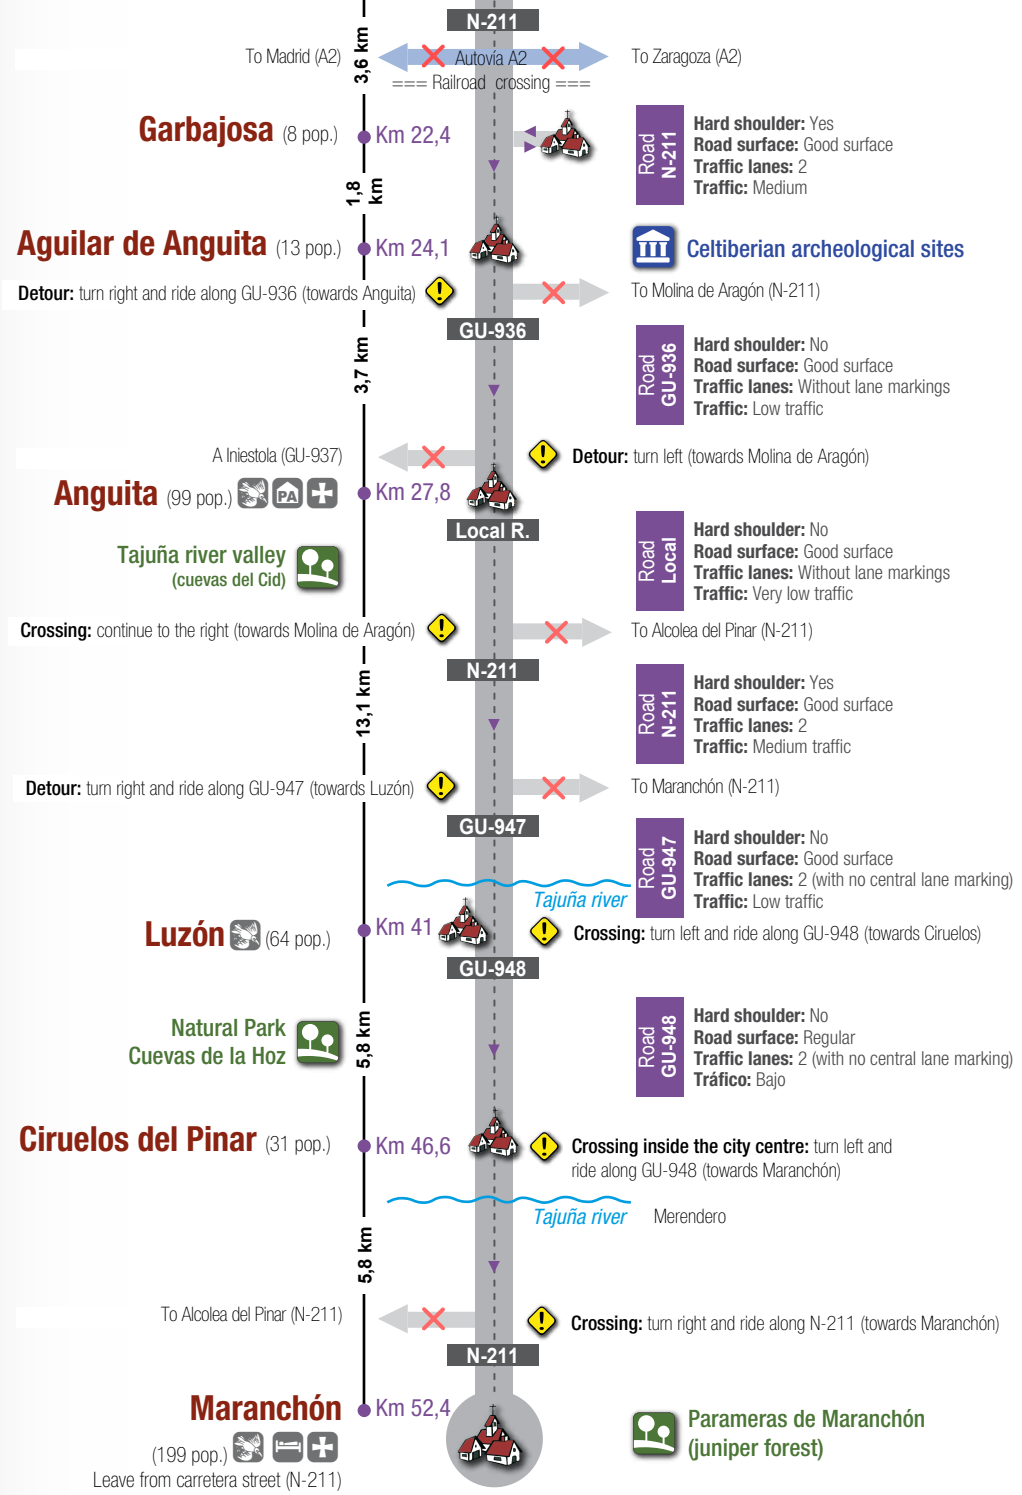 N-211
To Madrid (A2)
Autovía A2
To Zaragoza (A2)
3,6 km
=== Railroad crossing ===
Garbajosa (8 pop.)
Km 22,4
Road N-211
Hard shoulder: Yes
Road surface: Good surface
Traffic lanes: 2
Traffic: Medium
1,8 km
Aguilar de Anguita (13 pop.)
Km 24,1
Celtiberian archeological sites
Detour: turn right and ride along GU-936 (towards Anguita)
To Molina de Aragón (N-211)
GU-936
3,7 km
Road GU-936
Hard shoulder: No
Road surface: Good surface
Traffic lanes: Without lane markings
Traffic: Low traffic
A Iniestola (GU-937)
Detour: turn left (towards Molina de Aragón)
Anguita (99 pop.) PA
Km 27,8
Local R.
Road Local
Hard shoulder: No
Road surface: Good surface
Traffic lanes: Without lane markings
Traffic: Very low traffic
Tajuña river valley
(cuevas del Cid)
Crossing: continue to the right (towards Molina de Aragón)
To Alcolea del Pinar (N-211)
N-211
13,1 km
Road N-211
Hard shoulder: Yes
Road surface: Good surface
Traffic lanes: 2
Traffic: Medium traffic
Detour: turn right and ride along GU-947 (towards Luzón)
To Maranchón (N-211)
GU-947
Road GU-947
Hard shoulder: No
Road surface: Good surface
Traffic lanes: 2 (with no central lane marking)
Traffic: Low traffic
Tajuña river
Luzón (64 pop.)
Km 41
Crossing: turn left and ride along GU-948 (towards Ciruelos)
GU-948
Natural Park
Cuevas de la Hoz
5,8 km
Road GU-948
Hard shoulder: No
Road surface: Regular
Traffic lanes: 2 (with no central lane marking)
Tráfico: Bajo
Ciruelos del Pinar (31 pop.)
Km 46,6
Crossing inside the city centre: turn left and
ride along GU-948 (towards Maranchón)
Tajuña river
Merendero
5,8 km
To Alcolea del Pinar (N-211)
Crossing: turn right and ride along N-211 (towards Maranchón)
N-211
Maranchón
Km 52,4
(199 pop.)
Leave from carretera street (N-211)
Parameras de Maranchón
(juniper forest)